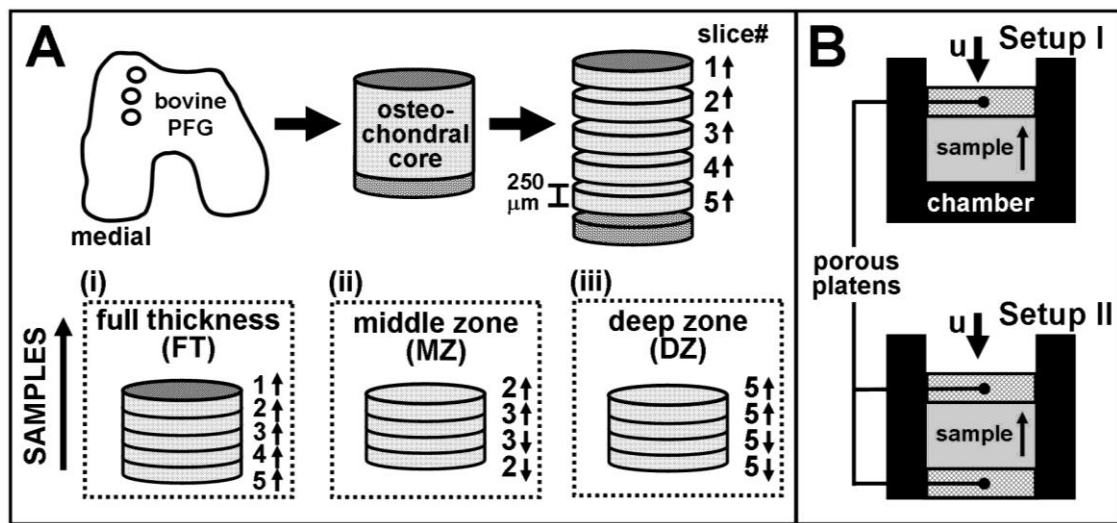 A
bovine
PFG
medial
osteo-
chondral
core
slice#
1↑
2↑
3↑
4↑
5↑
250
μm
SAMPLES
(i)
full thickness
(FT)
1↑
2↑
3↑
4↑
5↑
(ii)
middle zone
(MZ)
2↑
3↑
3↓
2↓
(iii)
deep zone
(DZ)
5↑
5↑
5↓
5↓
B
u Setup I
sample
chamber
porous
platens
u Setup II
sample